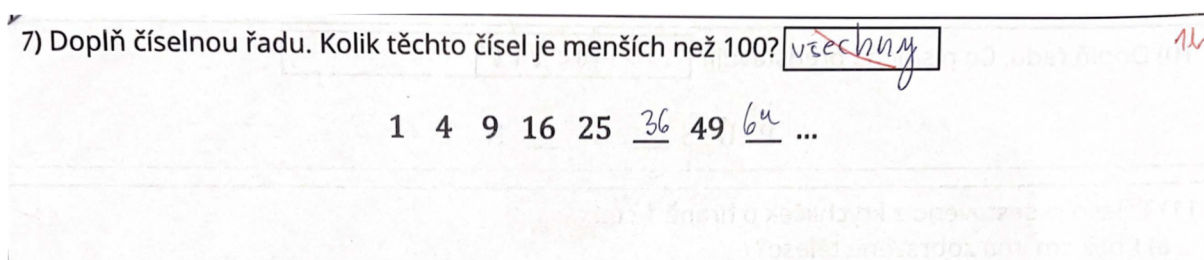 7) Doplň číselnou řadu. Kolik těchto čísel je menších než 100? všechny
1 4 9 16 25 36 49 64 ...